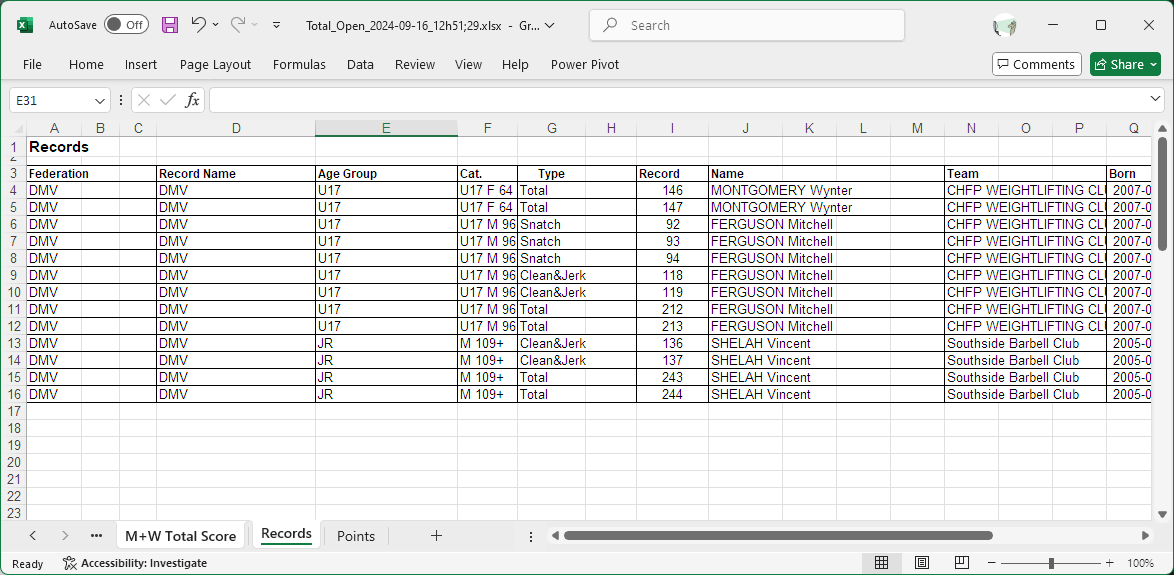 AutoSave Off Total_Open_2024-09-16_12h51;29.xlsx - Gr... Search
File Home Insert Page Layout Formulas Data Review View Help Power Pivot Comments Share
E31 fx
A B C D E F G H I J K L M N O P Q
1 Records
2
3 Federation Record Name Age Group Cat. Type Record Name Team Born
4 DMV DMV U17 U17 F 64 Total 146 MONTGOMERY Wynter CHFP WEIGHTLIFTING CLU 2007-0
5 DMV DMV U17 U17 F 64 Total 147 MONTGOMERY Wynter CHFP WEIGHTLIFTING CLU 2007-0
6 DMV DMV U17 U17 M 96 Snatch 92 FERGUSON Mitchell CHFP WEIGHTLIFTING CLU 2007-0
7 DMV DMV U17 U17 M 96 Snatch 93 FERGUSON Mitchell CHFP WEIGHTLIFTING CLU 2007-0
8 DMV DMV U17 U17 M 96 Snatch 94 FERGUSON Mitchell CHFP WEIGHTLIFTING CLU 2007-0
9 DMV DMV U17 U17 M 96 Clean&Jerk 118 FERGUSON Mitchell CHFP WEIGHTLIFTING CLU 2007-0
10 DMV DMV U17 U17 M 96 Clean&Jerk 119 FERGUSON Mitchell CHFP WEIGHTLIFTING CLU 2007-0
11 DMV DMV U17 U17 M 96 Total 212 FERGUSON Mitchell CHFP WEIGHTLIFTING CLU 2007-0
12 DMV DMV U17 U17 M 96 Total 213 FERGUSON Mitchell CHFP WEIGHTLIFTING CLU 2007-0
13 DMV DMV JR M 109+ Clean&Jerk 136 SHELAH Vincent Southside Barbell Club 2005-0
14 DMV DMV JR M 109+ Clean&Jerk 137 SHELAH Vincent Southside Barbell Club 2005-0
15 DMV DMV JR M 109+ Total 243 SHELAH Vincent Southside Barbell Club 2005-0
16 DMV DMV JR M 109+ Total 244 SHELAH Vincent Southside Barbell Club 2005-0
17
18
19
20
21
22
23
M+W Total Score Records Points
Ready Accessibility: Investigate 100%